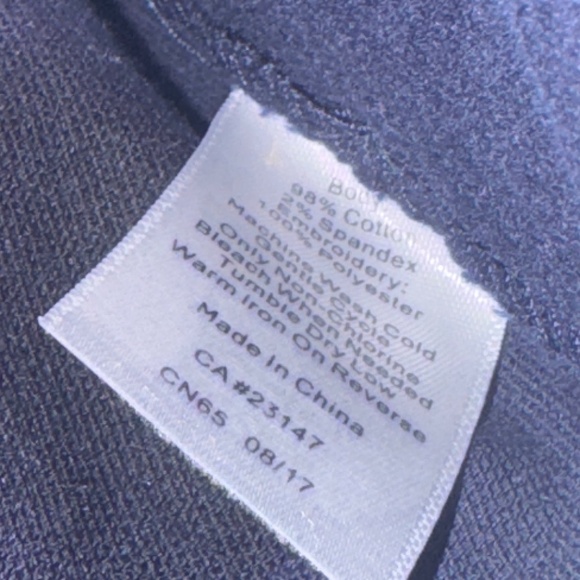 98% Cotton
2% Spandex
Embroidery:
100% Polyester
Machine Wash Cold
Only Gentle Cycle
Bleach When Needed
Non-Chlorine
Tumble Dry Low
Warm Iron On Reverse
Made in China
CA #23147
CN65 08/17